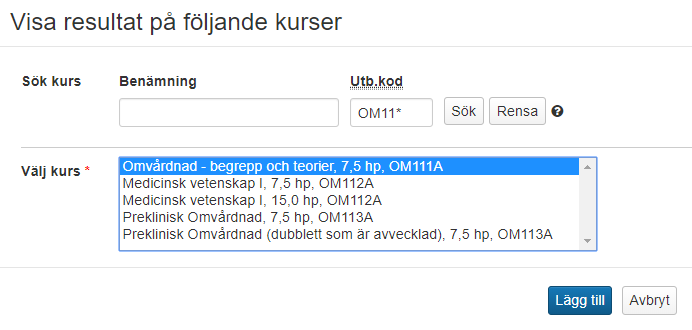 Visa resultat på följande kurser
Sök kurs Benämning Utb.kod
OM11* Sök Rensa ?
Välj kurs *
Omvårdnad - begrepp och teorier, 7,5 hp, OM111A
Medicinsk vetenskap I, 7,5 hp, OM112A
Medicinsk vetenskap I, 15,0 hp, OM112A
Preklinisk Omvårdnad, 7,5 hp, OM113A
Preklinisk Omvårdnad (dubblett som är avvecklad), 7,5 hp, OM113A
Lägg till Avbryt